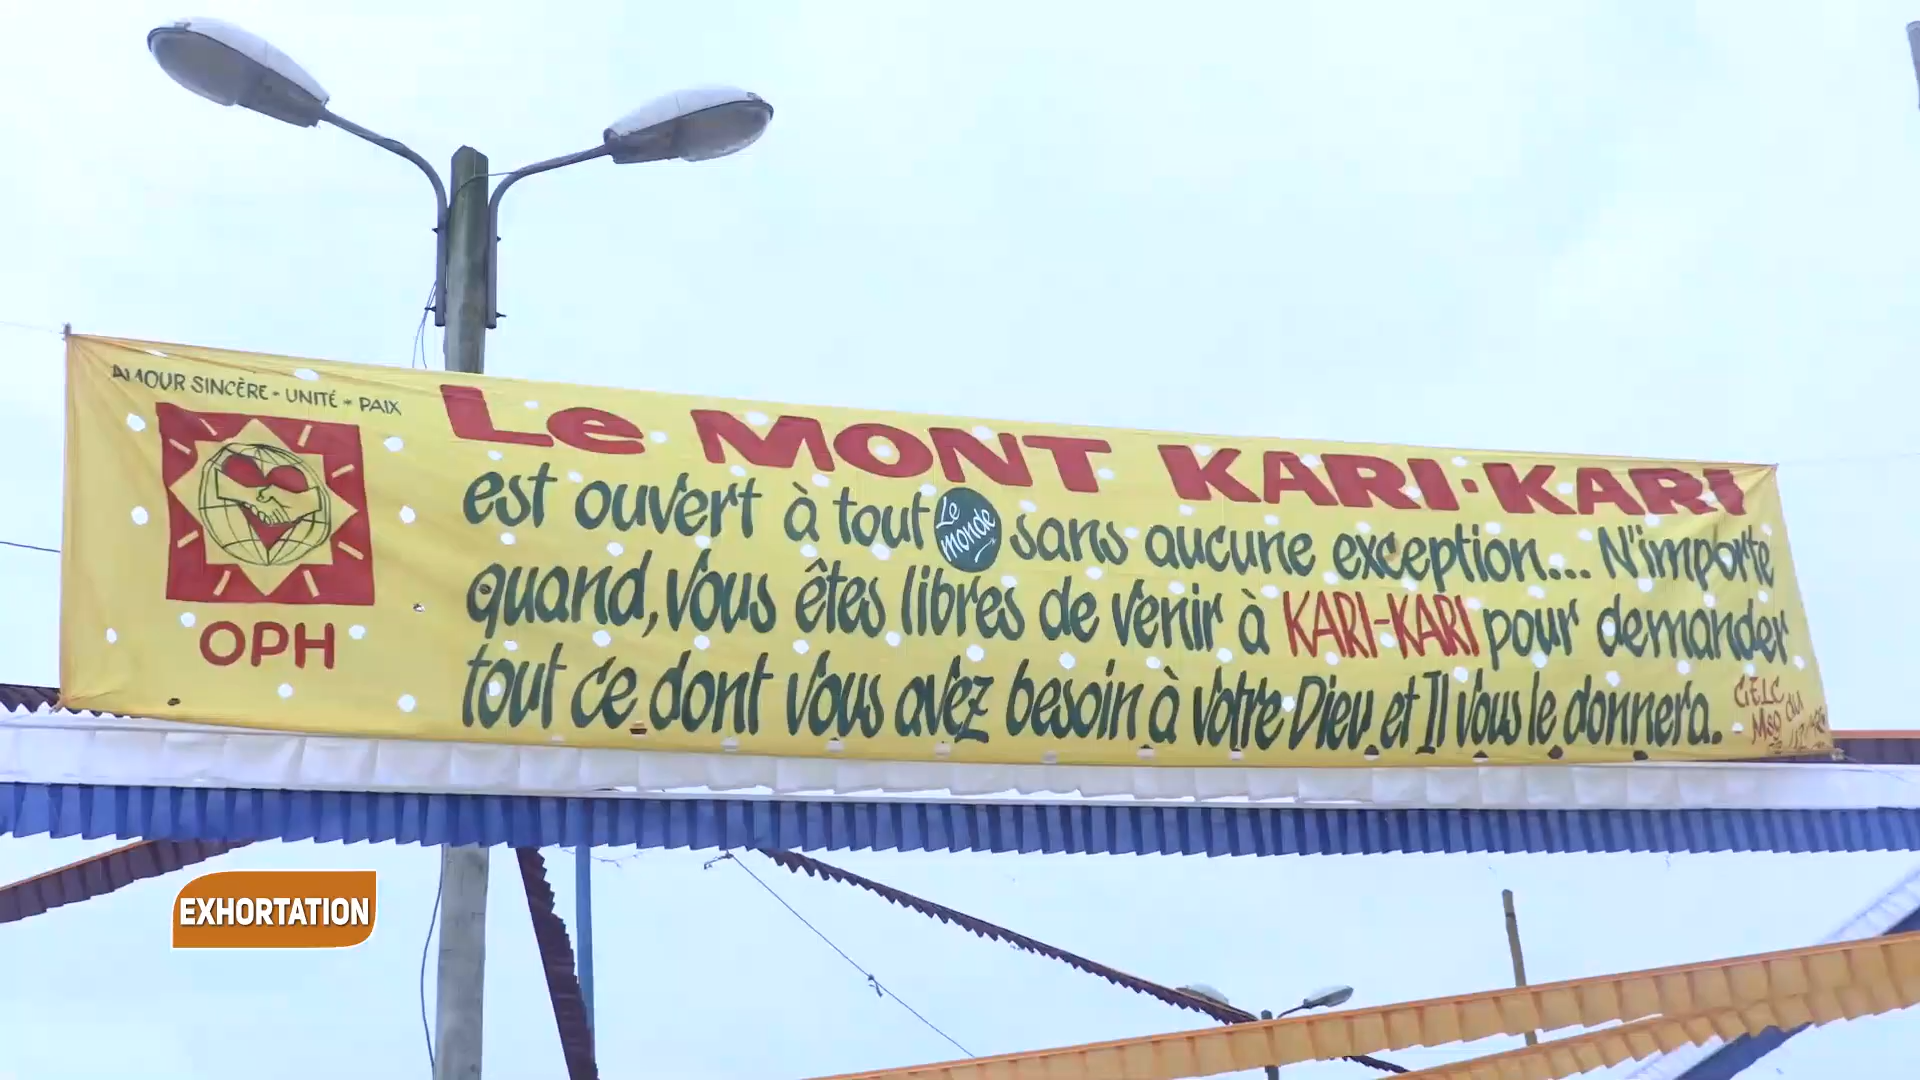 AMOUR SINCÈRE - UNITÉ - PAIX
OPH
Le MONT KARI-KARI
est ouvert à tout Le monde sans aucune exception... N'importe
quand, vous êtes libres de venir à KARI-KARI pour demander
tout ce dont vous avez besoin à votre Dieu et Il vous le donnera.
CELC
du
EXHORTATION